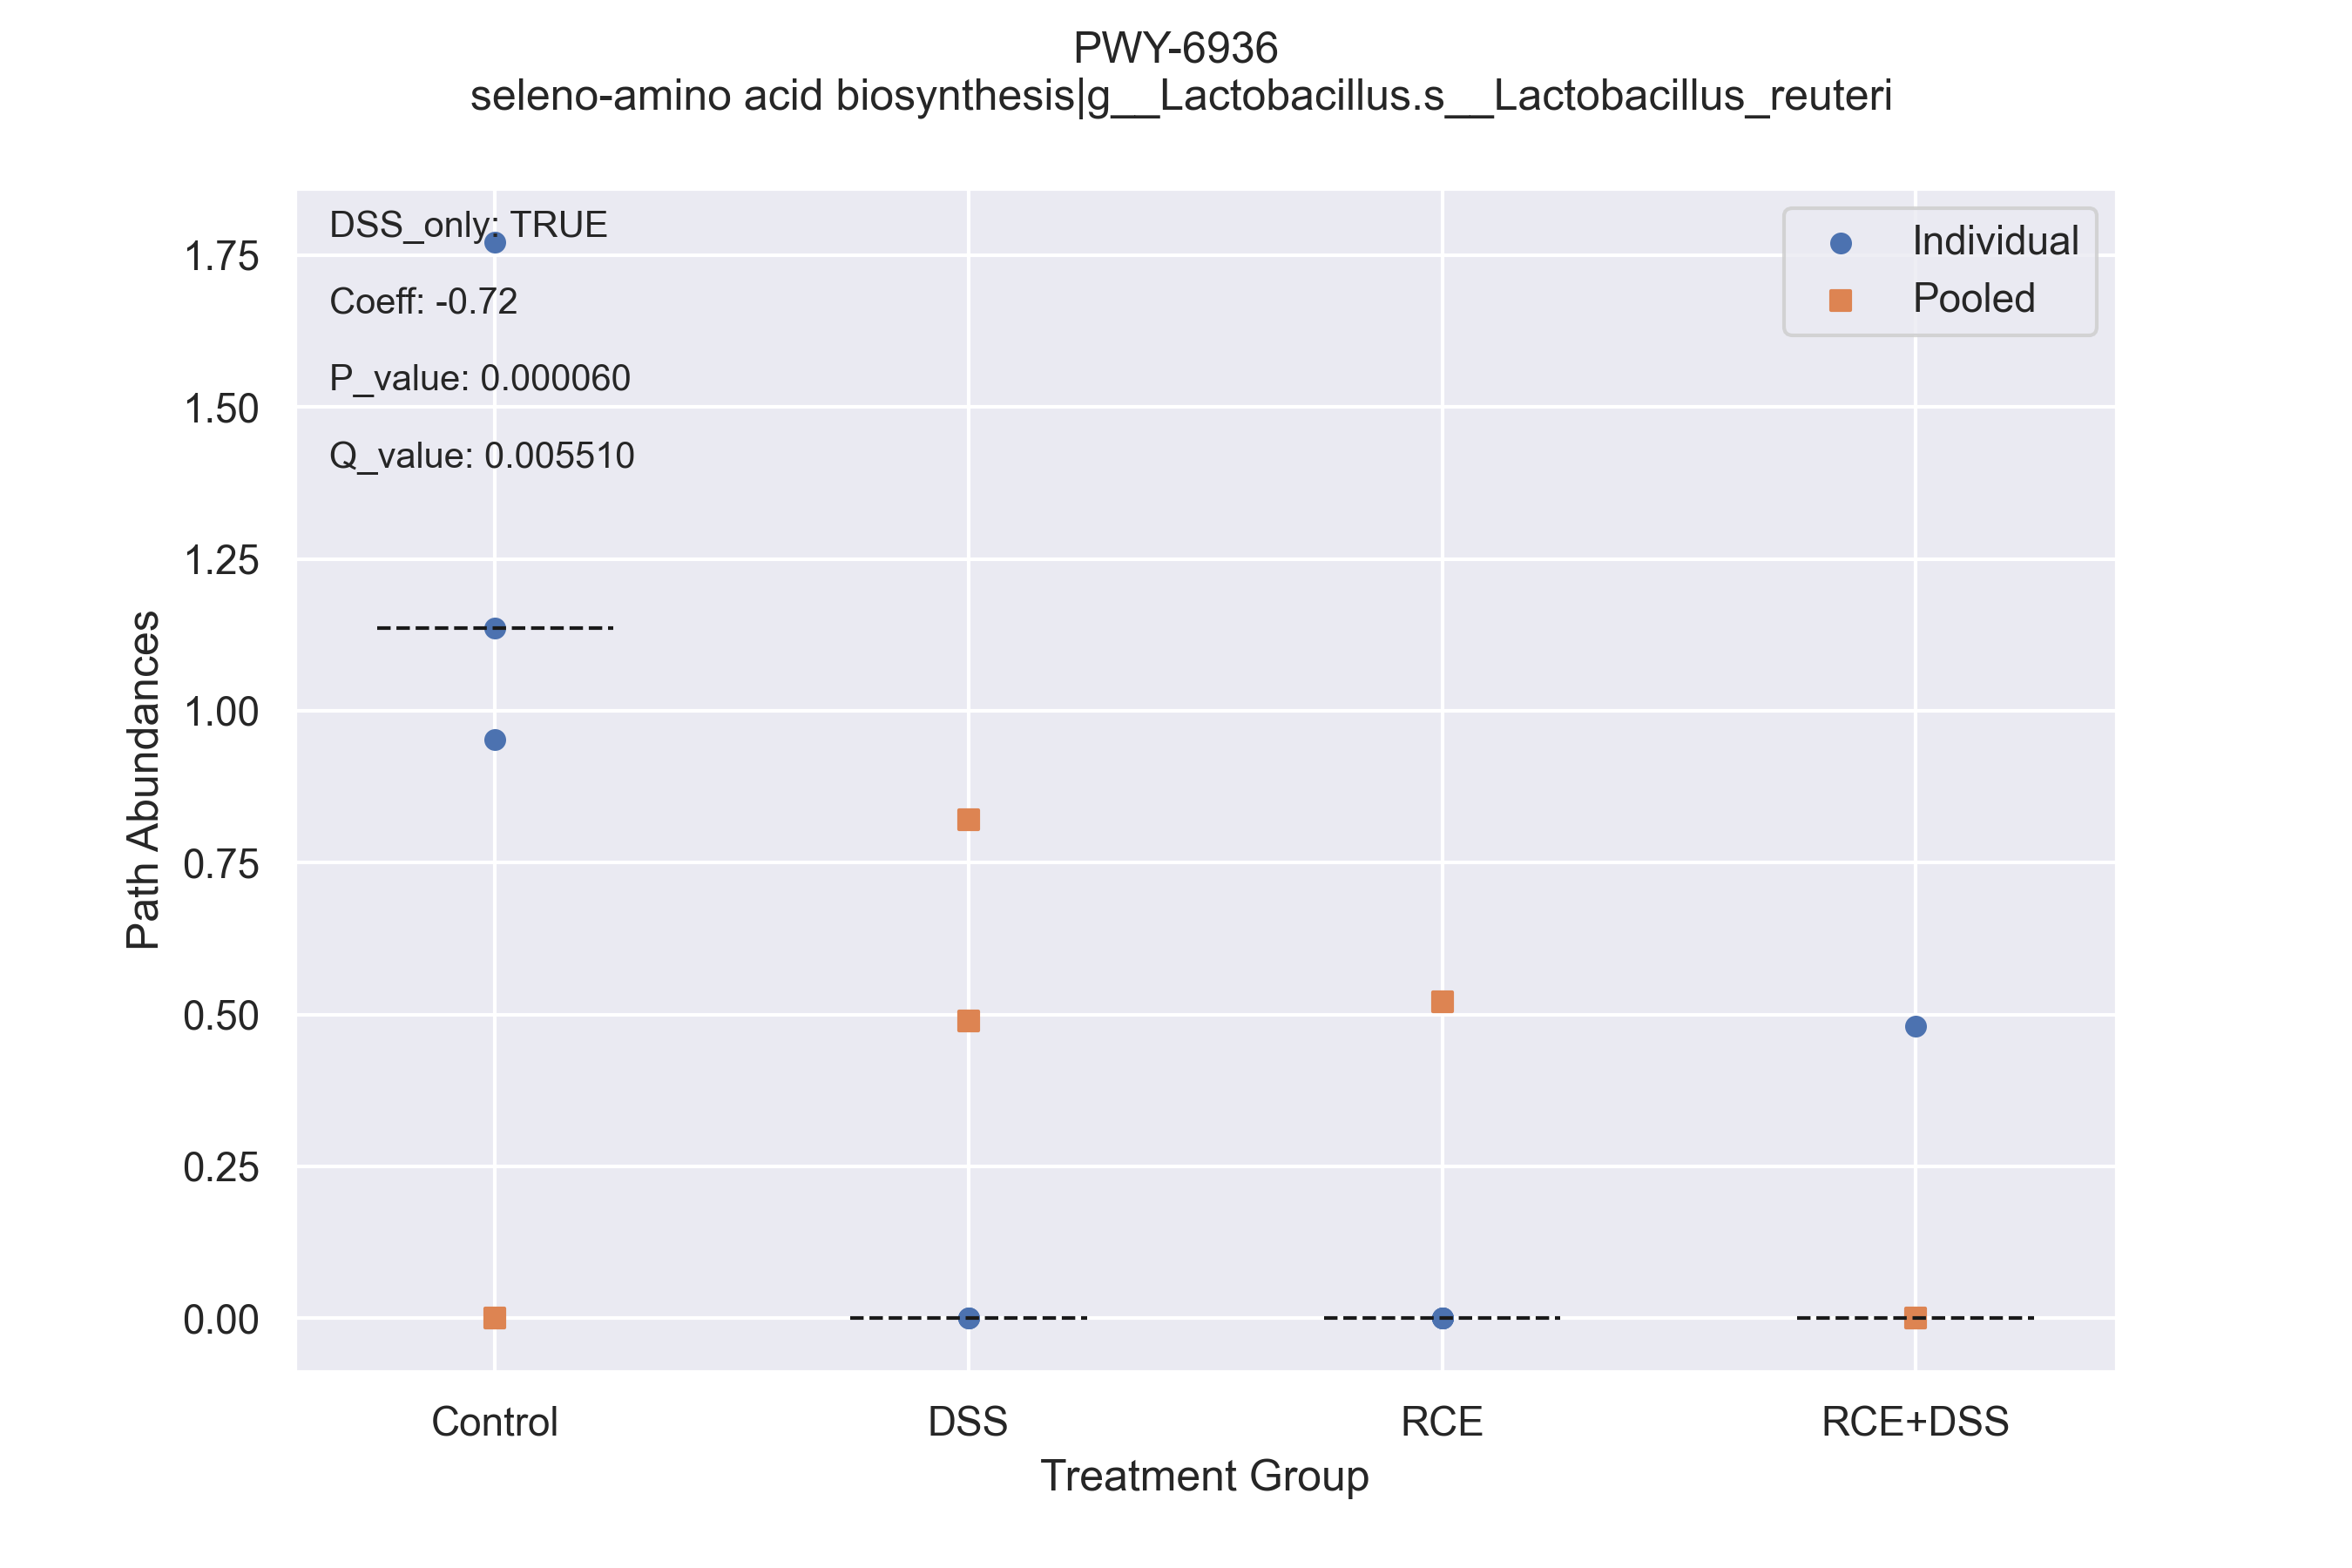 PWY-6936
seleno-amino acid biosynthesis|g__Lactobacillus.s__Lactobacillus_reuteri
DSS_only: TRUE
Coeff: -0.72
P_value: 0.000060
Q_value: 0.005510
Individual
Pooled
1.75
1.50
1.25
1.00
0.75
0.50
0.25
0.00
Path Abundances
Control
DSS
RCE
RCE+DSS
Treatment Group